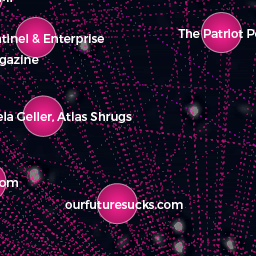 ntinel & Enterprise
The Patriot Po
agazine
ela Geller, Atlas Shrugs
om
ourfuturesucks.com